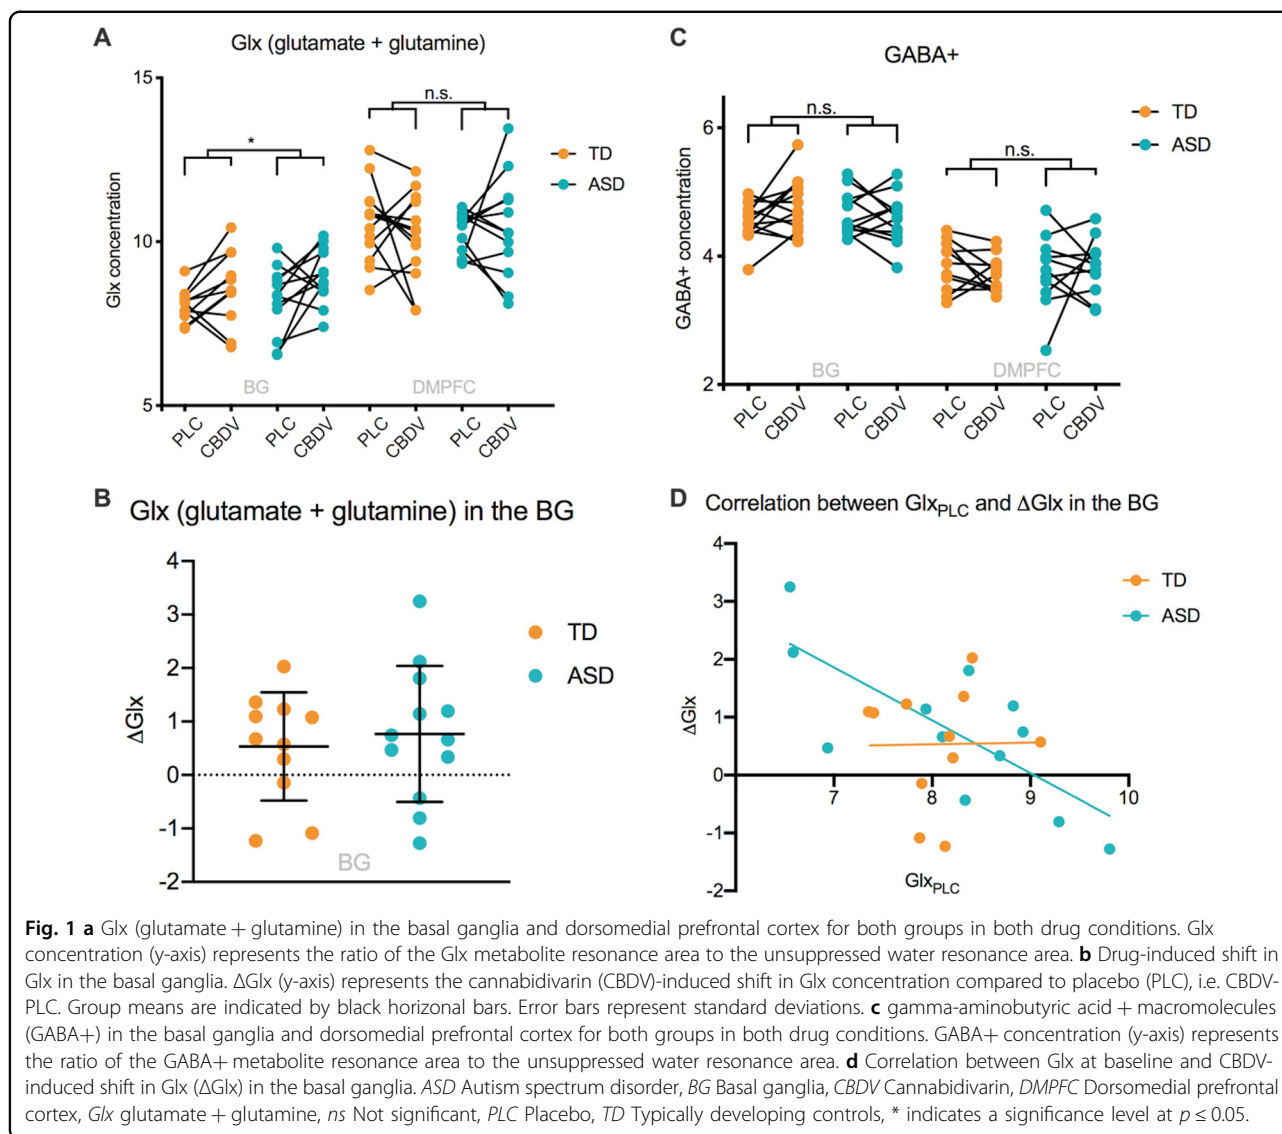 A
Glx (glutamate + glutamine)
Glx concentration
15
10
5
*
n.s.
TD
ASD
BG
DMPFC
PLC
CBDV
PLC
CBDV
PLC
CBDV
PLC
CBDV
C
GABA+
GABA+ concentration
6
4
2
n.s.
n.s.
TD
ASD
BG
DMPFC
PLC
CBDV
PLC
CBDV
PLC
CBDV
PLC
CBDV
B
Glx (glutamate + glutamine) in the BG
ΔGlx
4
3
2
1
0
-1
-2
TD
ASD
BG
D
Correlation between GlxPLC and ΔGlx in the BG
ΔGlx
4
3
2
1
0
-1
-2
7
8
9
10
GlxPLC
TD
ASD
Fig. 1 a Glx (glutamate + glutamine) in the basal ganglia and dorsomedial prefrontal cortex for both groups in both drug conditions. Glx
concentration (y-axis) represents the ratio of the Glx metabolite resonance area to the unsuppressed water resonance area. b Drug-induced shift in
Glx in the basal ganglia. ΔGlx (y-axis) represents the cannabidivarin (CBDV)-induced shift in Glx concentration compared to placebo (PLC), i.e. CBDV-
PLC. Group means are indicated by black horizonal bars. Error bars represent standard deviations. c gamma-aminobutyric acid + macromolecules
(GABA+) in the basal ganglia and dorsomedial prefrontal cortex for both groups in both drug conditions. GABA+ concentration (y-axis) represents
the ratio of the GABA+ metabolite resonance area to the unsuppressed water resonance area. d Correlation between Glx at baseline and CBDV-
induced shift in Glx (ΔGlx) in the basal ganglia. ASD Autism spectrum disorder, BG Basal ganglia, CBDV Cannabidivarin, DMPFC Dorsomedial prefrontal
cortex, Glx glutamate + glutamine, ns Not significant, PLC Placebo, TD Typically developing controls, * indicates a significance level at p ≤ 0.05.